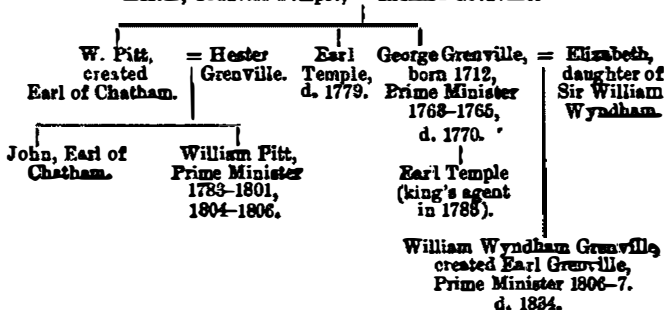 W. Pitt, = Hester Earl George Grenville, = Elizabeth,
created Grenville. Temple, born 1712, daughter of
Earl of Chatham. d. 1779. Prime Minister Sir William
1763–1765, Wyndham.
d. 1770.
John, Earl of William Pitt,
Chatham. Prime Minister Earl Temple
1783–1801, (king's agent
1804–1806. in 1788).
William Wyndham Grenville,
created Earl Grenville,
Prime Minister 1806–7.
d. 1834.